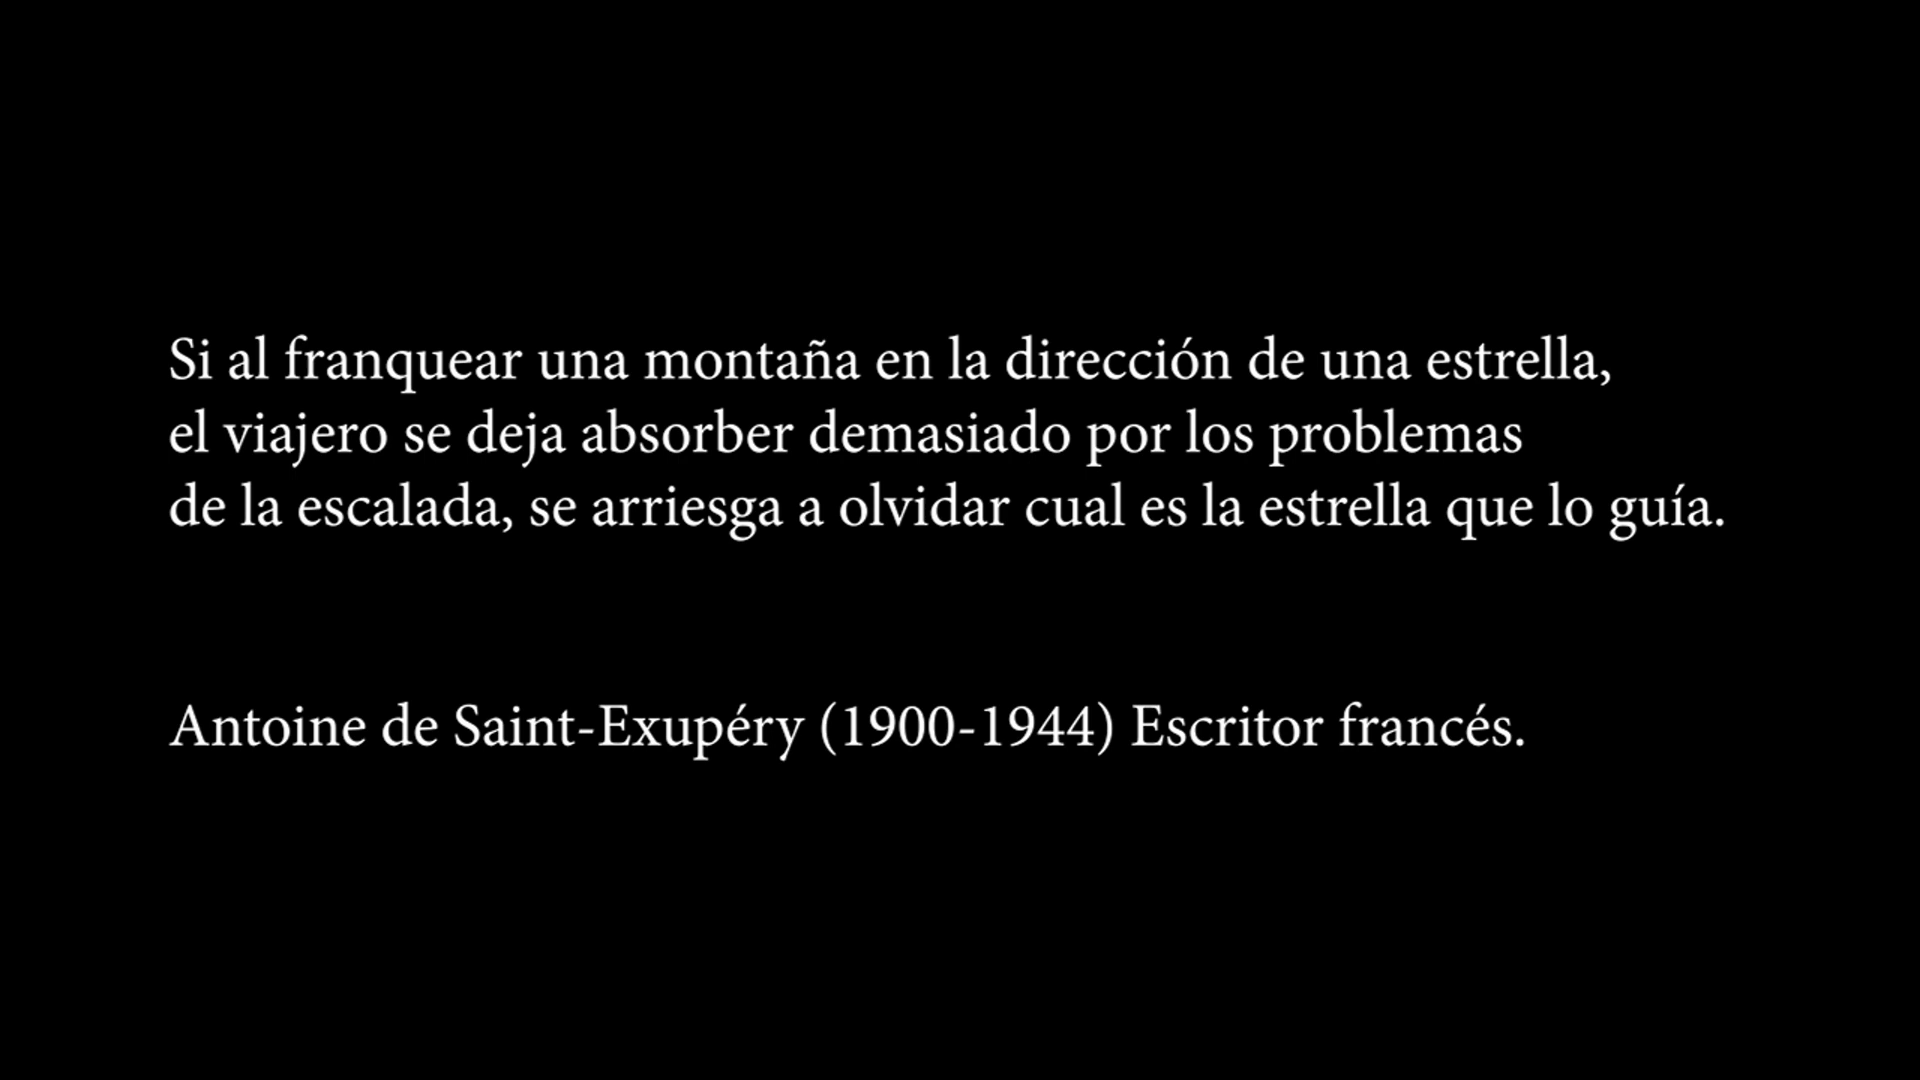 Si al franquear una montaña en la dirección de una estrella,
el viajero se deja absorber demasiado por los problemas
de la escalada, se arriesga a olvidar cual es la estrella que lo guía.
Antoine de Saint-Exupéry (1900-1944) Escritor francés.